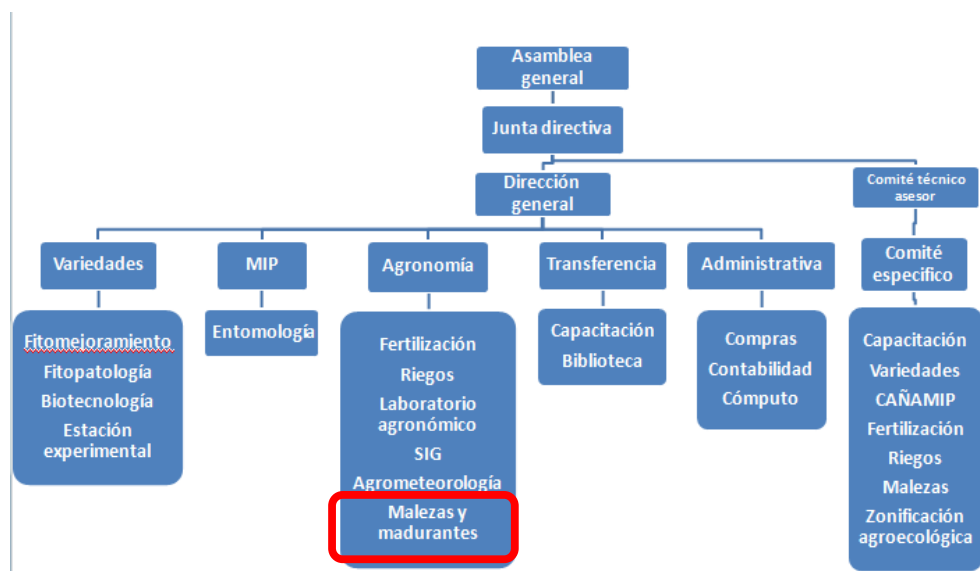 Asamblea
general
Junta directiva
Dirección
general
Comité técnico
asesor
Variedades
MIP
Agronomía
Transferencia
Administrativa
Comité
especifico
Fitomejoramiento
Fitopatología
Biotecnología
Estación
experimental
Entomología
Fertilización
Riegos
Laboratorio
agronómico
SIG
Agrometeorología
Malezas y
madurantes
Capacitación
Biblioteca
Compras
Contabilidad
Cómputo
Capacitación
Variedades
CAÑAMIP
Fertilización
Riegos
Malezas
Zonificación
agroecológica